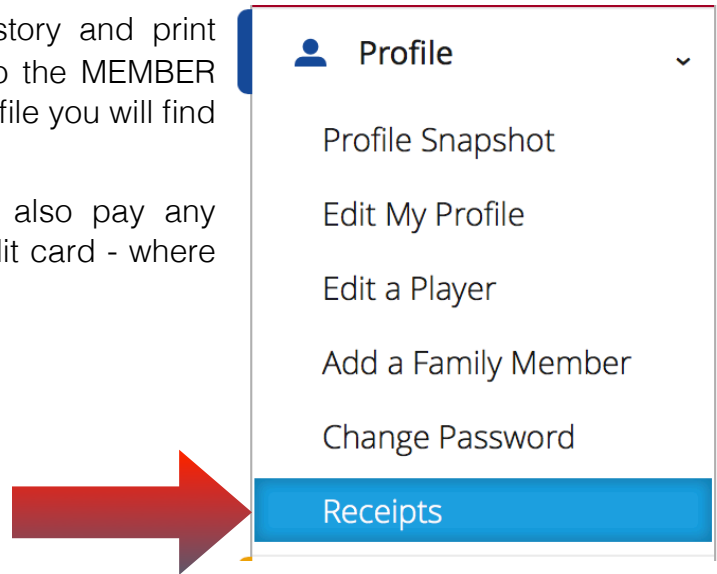 story and print
o the MEMBER
file you will find
also pay any
dit card - where
Profile
Profile Snapshot
Edit My Profile
Edit a Player
Add a Family Member
Change Password
Receipts